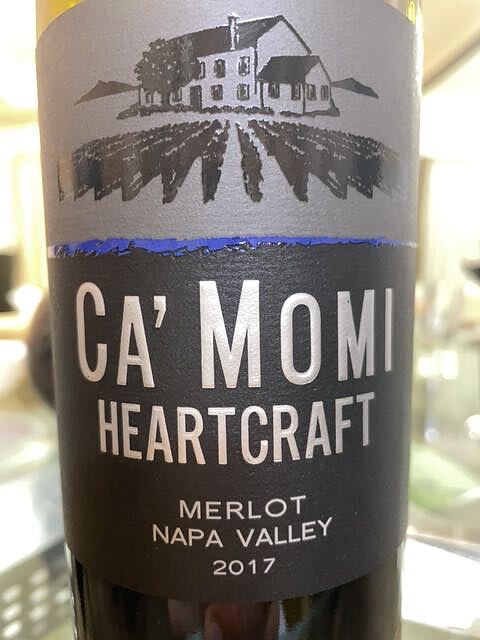 CA' MOMI
HEARTCRAFT
MERLOT
NAPA VALLEY
2017